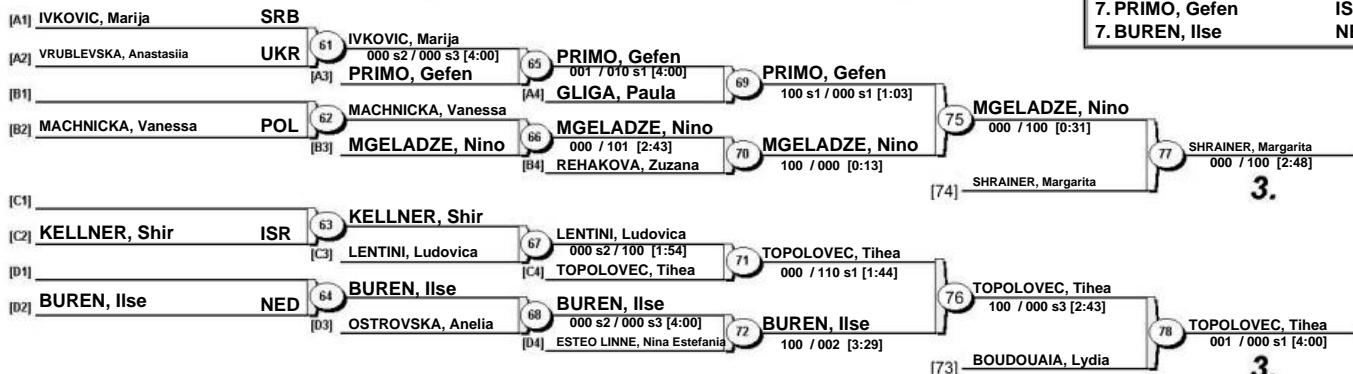 7. PRIMO, Gefen IS
7. BUREN, Ilse NE
[A1] IVKOVIC, Marija SRB
[A2] VRUBLEVSKA, Anastasiia UKR
61 IVKOVIC, Marija
000 s2 / 000 s3 [4:00]
[A3] PRIMO, Gefen
65 PRIMO, Gefen
001 / 010 s1 [4:00]
[A4] GLIGA, Paula
69 PRIMO, Gefen
100 s1 / 000 s1 [1:03]
[B1]
[B2] MACHNICKA, Vanessa POL
62 MACHNICKA, Vanessa
[B3] MGELADZE, Nino
66 MGELADZE, Nino
000 / 101 [2:43]
[B4] REHAKOVA, Zuzana
70 MGELADZE, Nino
100 / 000 [0:13]
75 MGELADZE, Nino
000 / 100 [0:31]
[74] SHRAINER, Margarita
77 SHRAINER, Margarita
000 / 100 [2:48]
3.
[C1]
[C2] KELLNER, Shir ISR
63 KELLNER, Shir
[C3] LENTINI, Ludovica
67 LENTINI, Ludovica
000 s2 / 100 [1:54]
[C4] TOPOLOVEC, Tihea
71 TOPOLOVEC, Tihea
000 / 110 s1 [1:44]
[D1]
[D2] BUREN, Ilse NED
64 BUREN, Ilse
[D3] OSTROVSKA, Anelia
68 BUREN, Ilse
000 s2 / 000 s3 [4:00]
[D4] ESTEO LINNE, Nina Estefania
72 BUREN, Ilse
100 / 002 [3:29]
76 TOPOLOVEC, Tihea
100 / 000 s3 [2:43]
[73] BOUDOUAIA, Lydia
78 TOPOLOVEC, Tihea
001 / 000 s1 [4:00]
3.